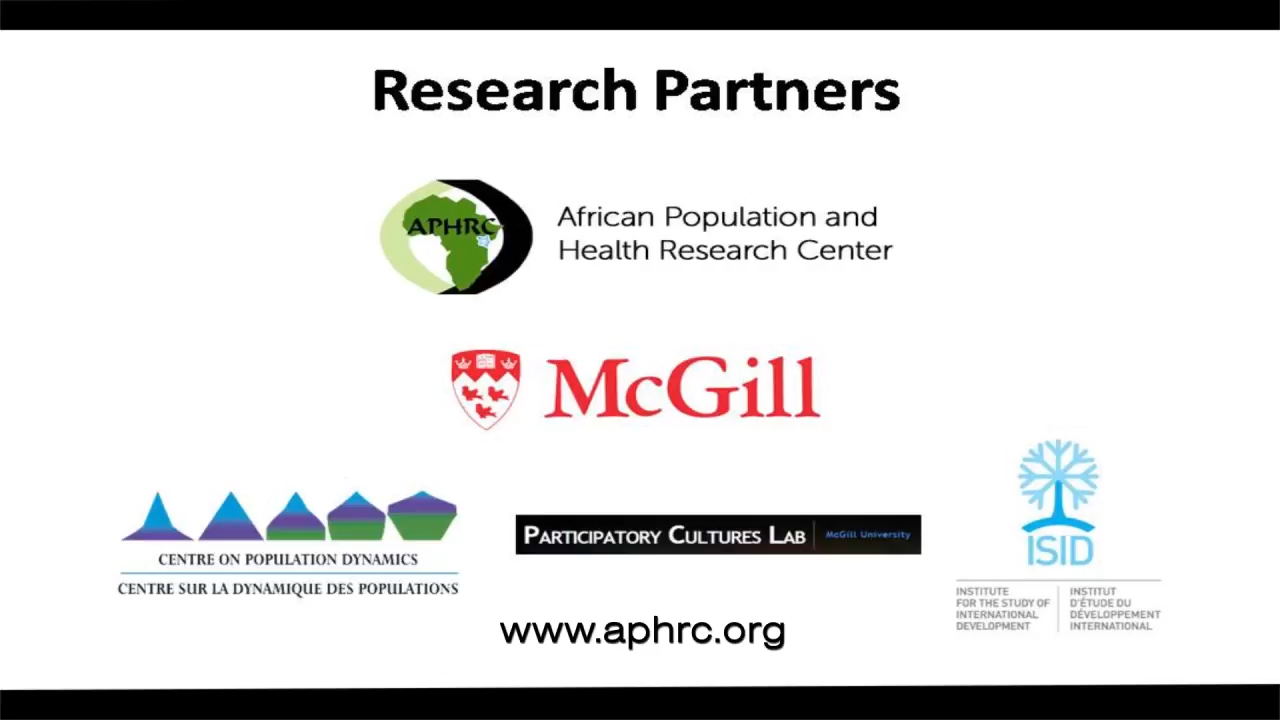 Research Partners
APHRC
African Population and
Health Research Center
McGill
CENTRE ON POPULATION DYNAMICS
CENTRE SUR LA DYNAMIQUE DES POPULATIONS
PARTICIPATORY CULTURES LAB
McGill University
ISID
INSTITUTE
FOR THE STUDY OF
INTERNATIONAL
DEVELOPMENT
INSTITUT
D'ÉTUDE DU
DÉVELOPPEMENT
INTERNATIONAL
www.aphrc.org